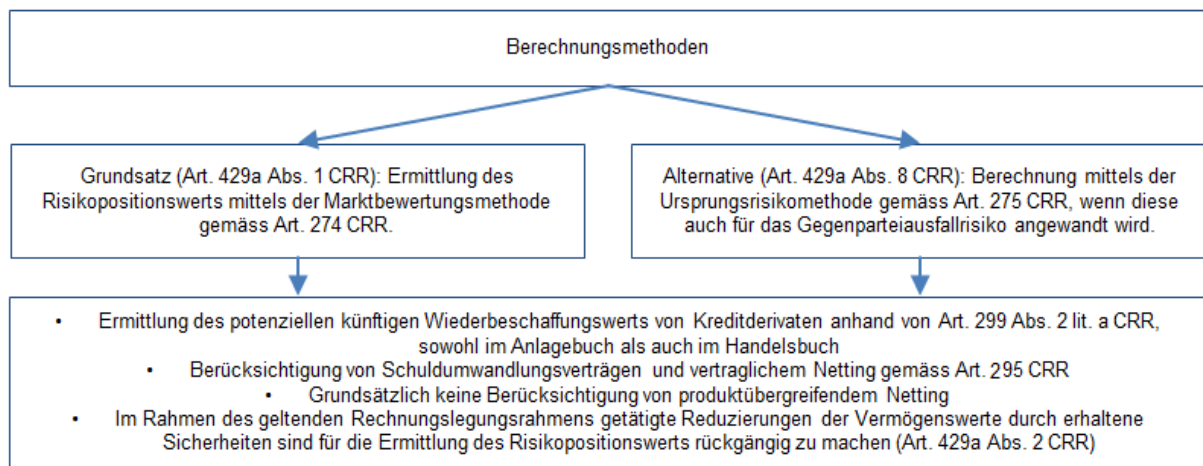 Berechnungsmethoden
Grundsatz (Art. 429a Abs. 1 CRR): Ermittlung des
Risikopositionswerts mittels der Marktbewertungsmethode
gemäss Art. 274 CRR.
Alternative (Art. 429a Abs. 8 CRR): Berechnung mittels der
Ursprungsrisikomethode gemäss Art. 275 CRR, wenn diese
auch für das Gegenparteiausfallrisiko angewandt wird.
• Ermittlung des potenziellen künftigen Wiederbeschaffungswerts von Kreditderivaten anhand von Art. 299 Abs. 2 lit. a CRR,
sowohl im Anlagebuch als auch im Handelsbuch
• Berücksichtigung von Schuldumwandlungsverträgen und vertraglichem Netting gemäss Art. 295 CRR
• Grundsätzlich keine Berücksichtigung von produktübergreifendem Netting
• Im Rahmen des geltenden Rechnungslegungsrahmens getätigte Reduzierungen der Vermögenswerte durch erhaltene
Sicherheiten sind für die Ermittlung des Risikopositionswerts rückgängig zu machen (Art. 429a Abs. 2 CRR)